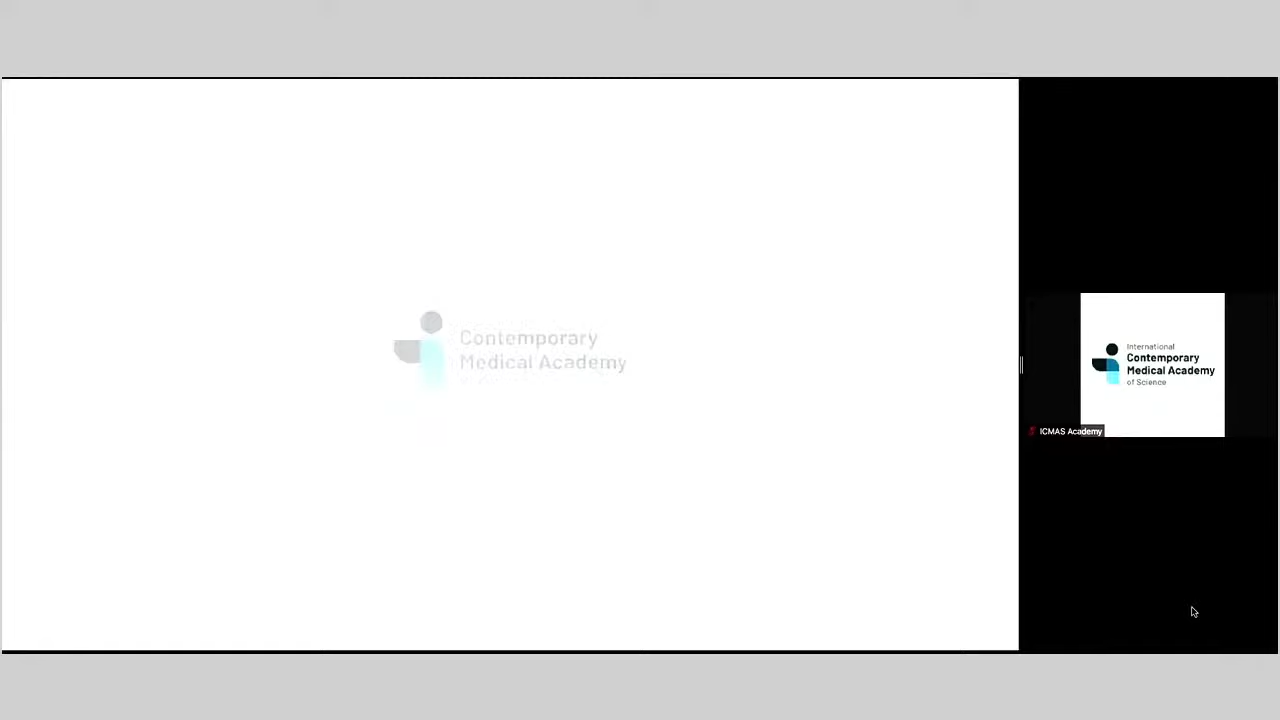 Contemporary
Medical Academy
International
Contemporary
Medical Academy
of Science
ICMAS Academy